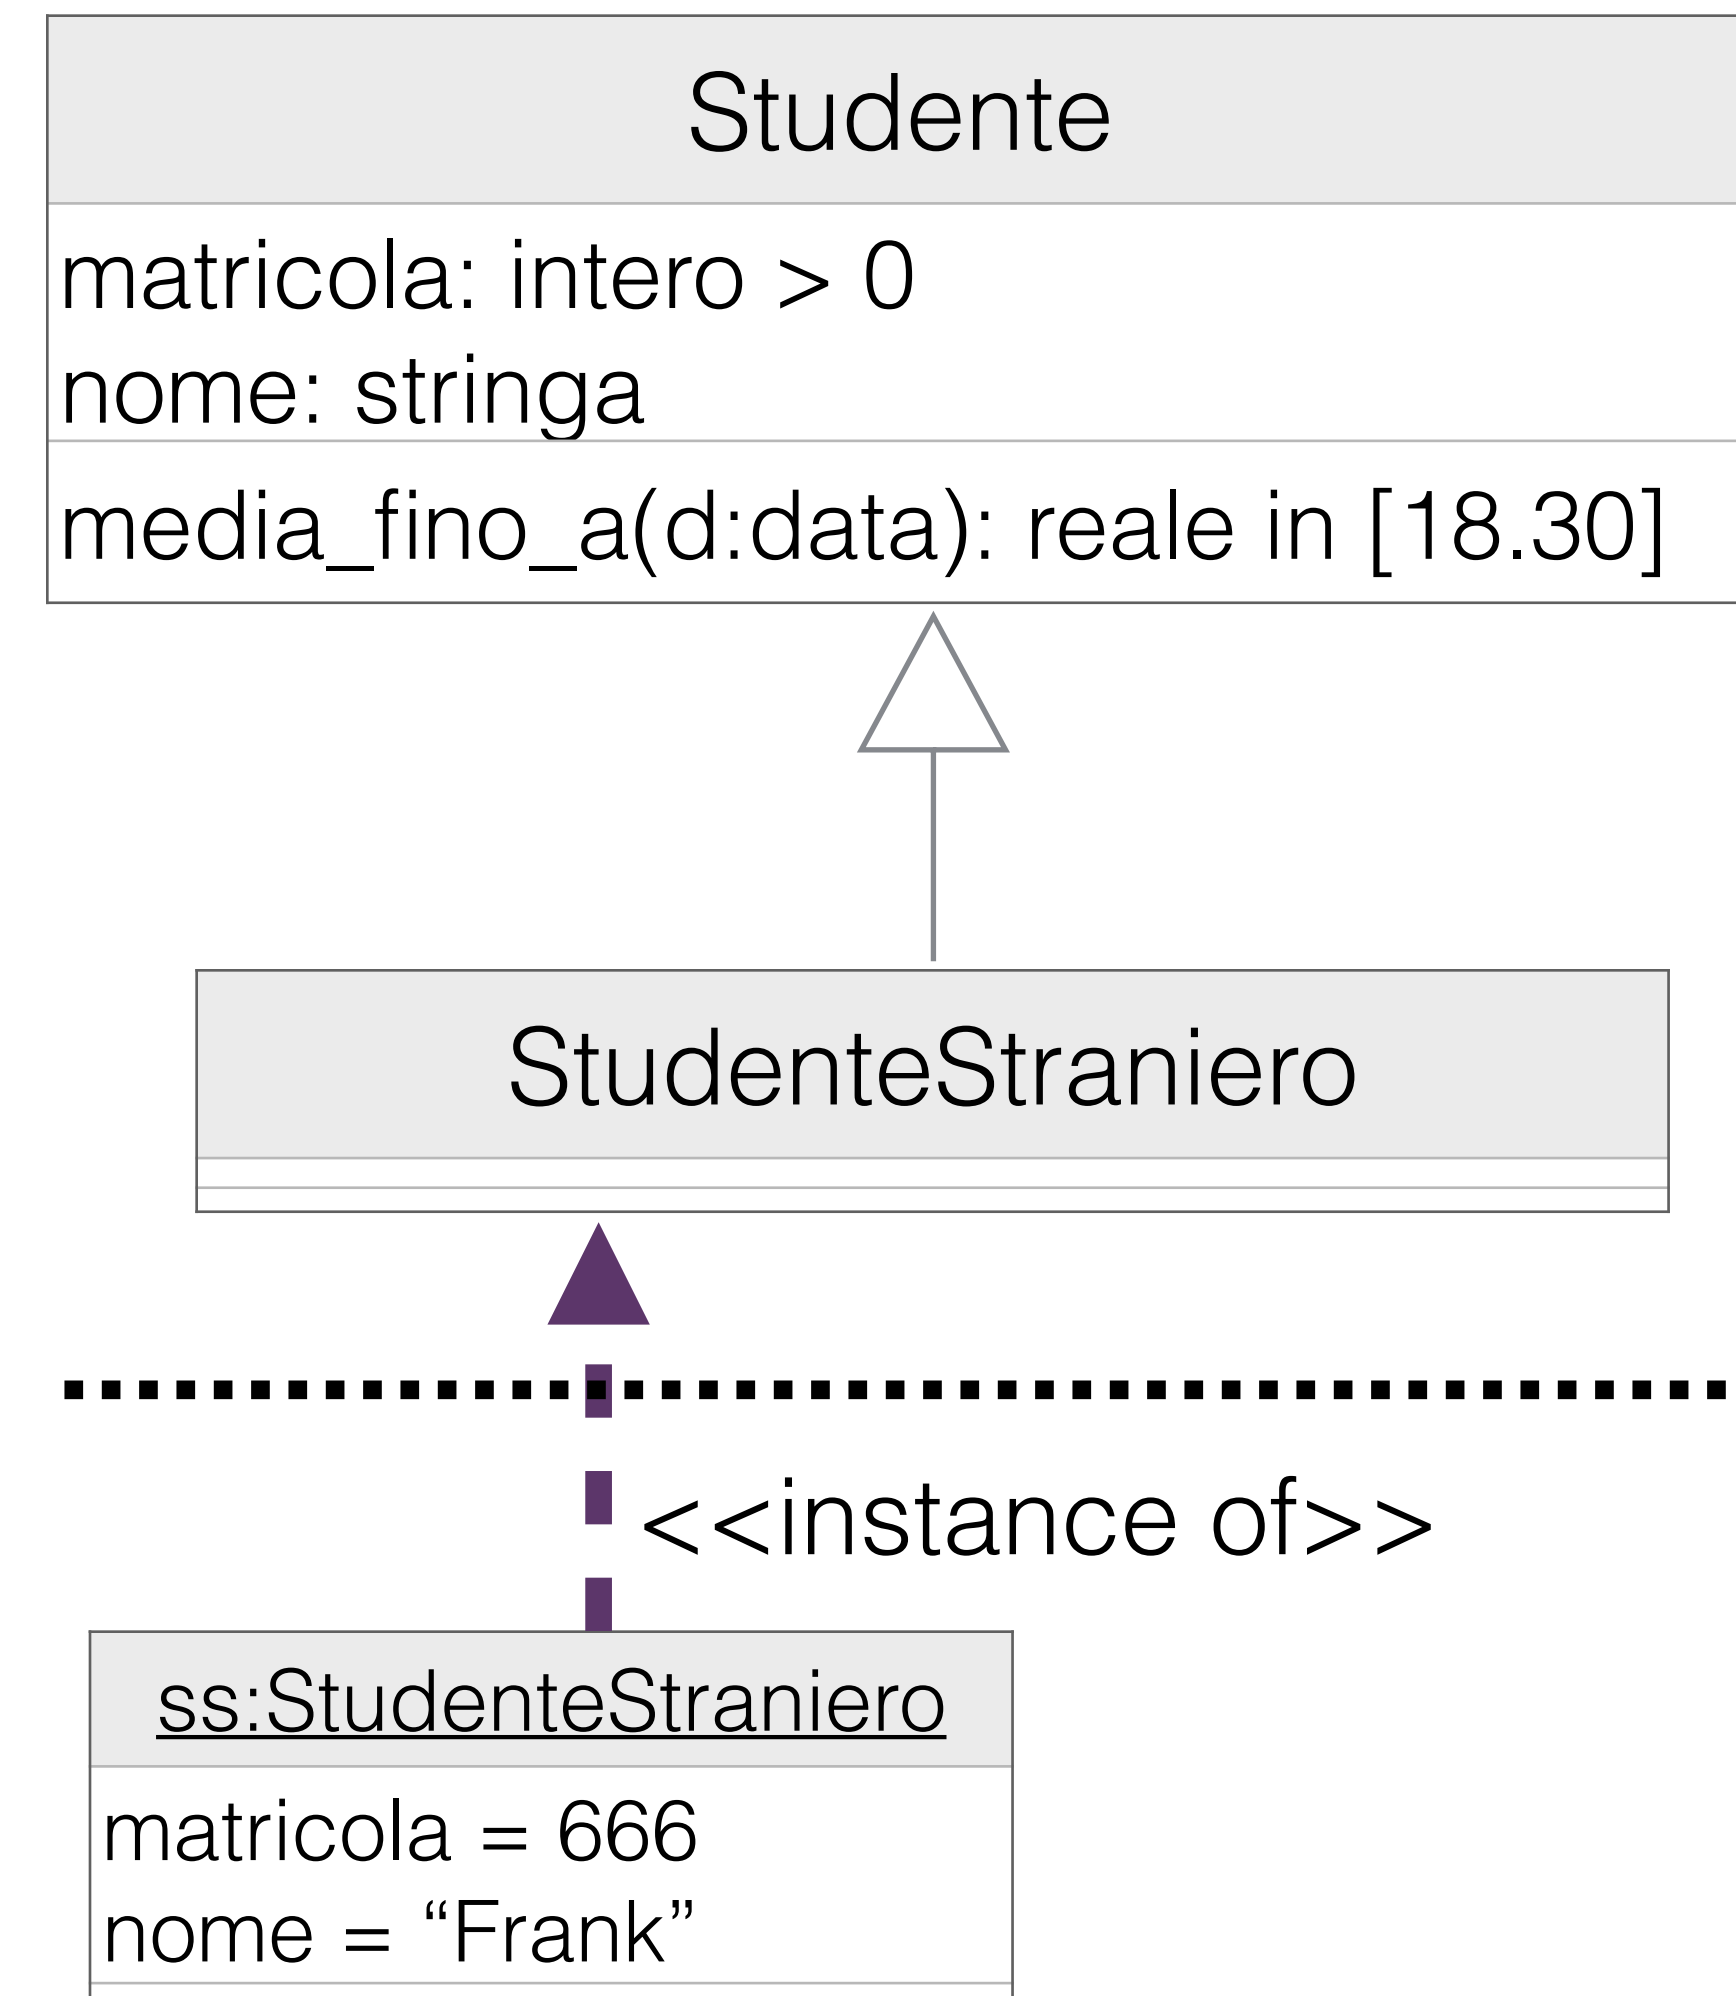 Studente
matricola: intero > 0
nome: stringa
media_fino_a(d:data): reale in [18.30]
StudenteStraniero
<<instance of>>
ss:StudenteStraniero
matricola = 666
nome = “Frank”